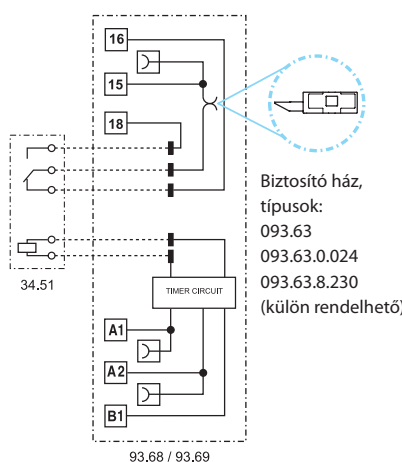 16
15
18
34.51
TIMER CIRCUIT
A1
A2
B1
93.68 / 93.69
Biztosító ház,
típusok:
093.63
093.63.0.024
093.63.8.230
(külön rendelhető)